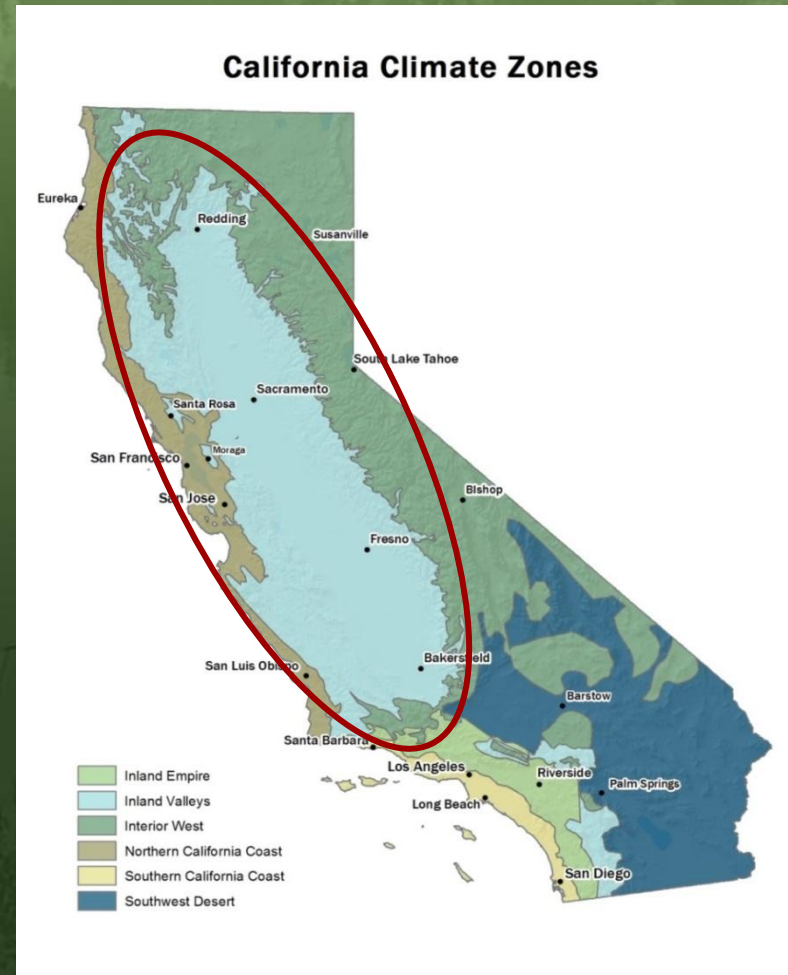 California Climate Zones
Eureka
Redding
Susanville
South Lake Tahoe
Sacramento
Santa Rosa
Moraga
San Francisco
San Jose
Bishop
Fresno
Bakersfield
San Luis Obispo
Barstow
Santa Barbara
Los Angeles
Riverside
Palm Springs
Long Beach
San Diego
Inland Empire
Inland Valleys
Interior West
Northern California Coast
Southern California Coast
Southwest Desert